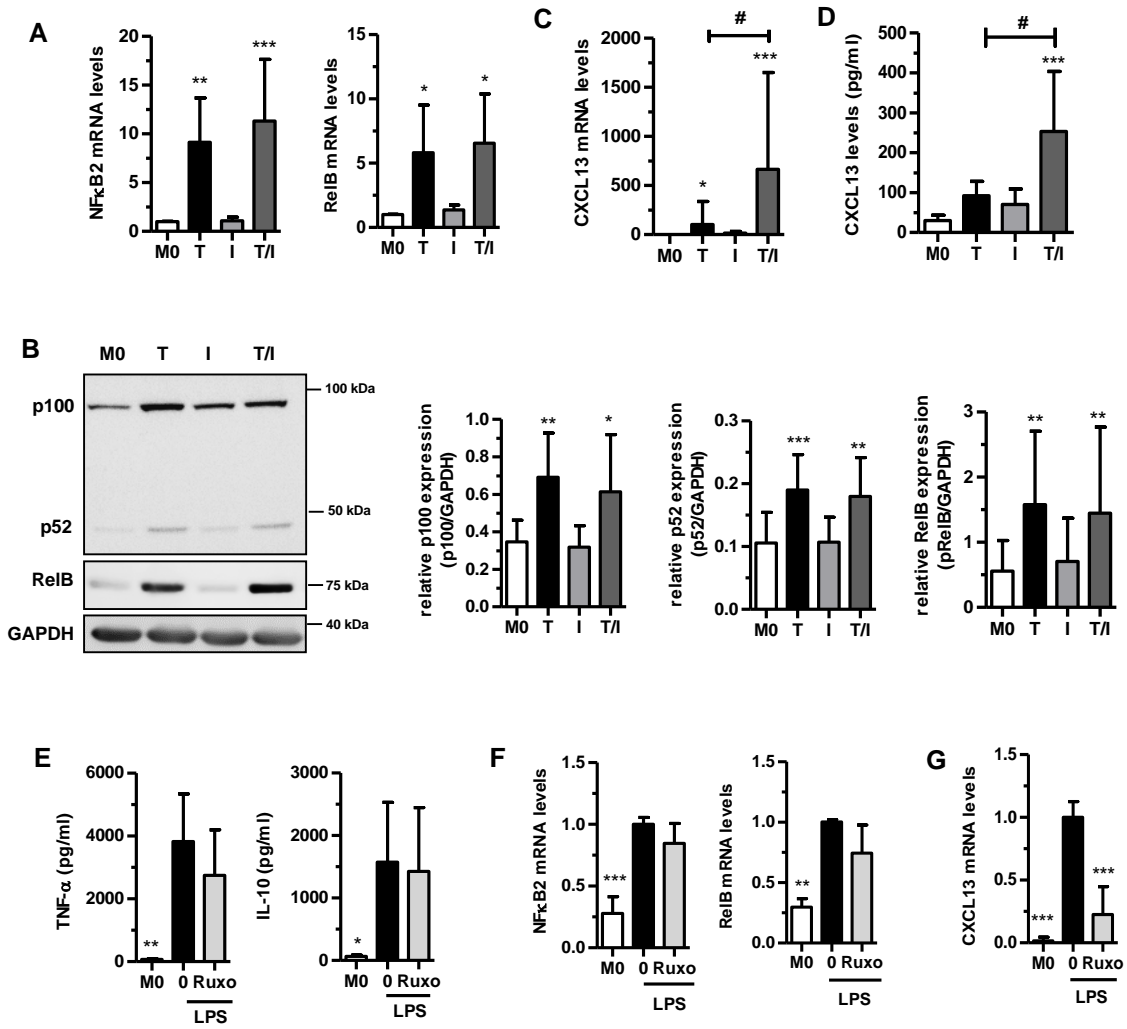 A
NFκB2 mRNA levels
20
15
10
5
0
**
***
M0 T I T/I
RelB mRNA levels
15
10
5
0
*
*
M0 T I T/I
C
#
CXCL13 mRNA levels
2000
1500
1000
500
0
*
***
M0 T I T/I
D
#
CXCL13 levels (pg/ml)
500
400
300
200
100
0
***
M0 T I T/I
B
M0 T I T/I
p100
p52
RelB
GAPDH
100 kDa
50 kDa
75 kDa
40 kDa
relative p100 expression
(p100/GAPDH)
1.0
0.8
0.6
0.4
0.2
0.0
**
*
M0 T I T/I
relative p52 expression
(p52/GAPDH)
0.3
0.2
0.1
0.0
***
**
M0 T I T/I
relative RelB expression
(pRelB/GAPDH)
3
2
1
0
**
**
M0 T I T/I
E
TNF-α (pg/ml)
6000
4000
2000
0
**
M0 0 Ruxo
LPS
IL-10 (pg/ml)
3000
2000
1000
0
*
M0 0 Ruxo
LPS
F
NFκB2 mRNA levels
1.5
1.0
0.5
0.0
***
M0 0 Ruxo
LPS
RelB mRNA levels
1.5
1.0
0.5
0.0
**
M0 0 Ruxo
LPS
G
CXCL13 mRNA levels
1.5
1.0
0.5
0.0
***
***
M0 0 Ruxo
LPS